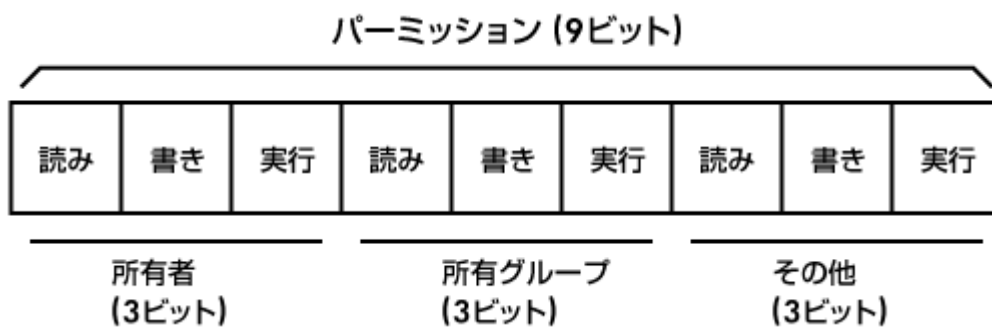 パーミッション (9ビット)
読み 書き 実行 読み 書き 実行 読み 書き 実行
所有者 所有グループ その他
(3ビット) (3ビット) (3ビット)